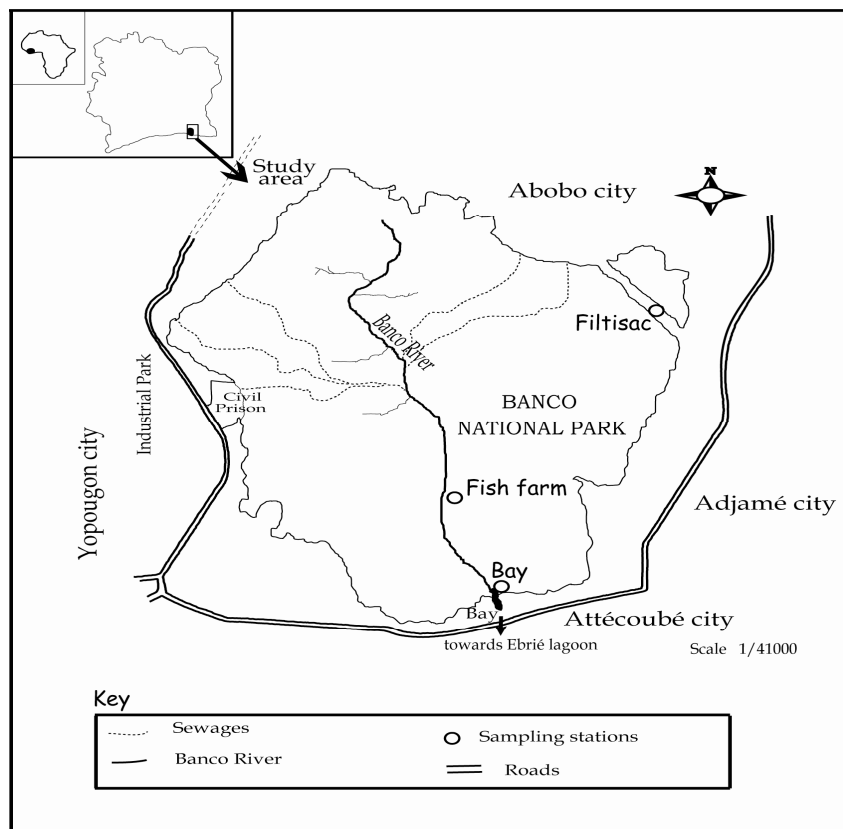 Study
area
Abobo city
N
Filtisac
Banco River
Industrial Park
Civil
Prison
BANCO
NATIONAL PARK
Yopougon city
Fish farm
Adjamé city
Bay
Bay
Attécoubé city
towards Ebrié lagoon
Scale 1/41000
Key
Sewages
Sampling stations
Banco River
Roads